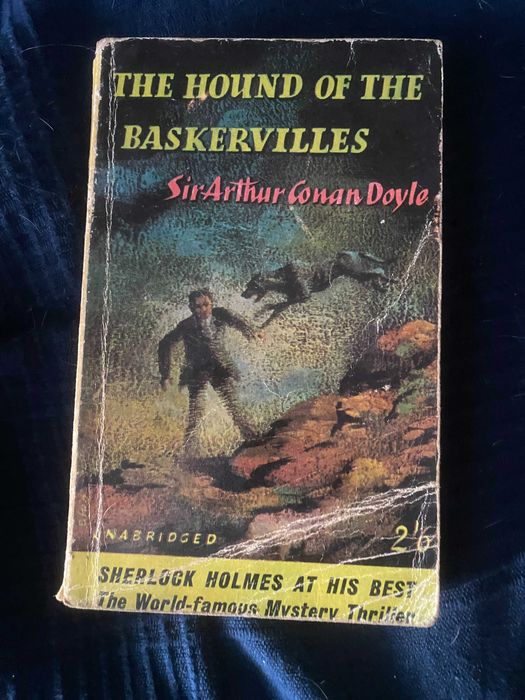 THE HOUND OF THE
BASKERVILLES
Sir Arthur Conan Doyle
UNABRIDGED
2'6
SHERLOCK HOLMES AT HIS BEST
The World-famous Mystery Thriller